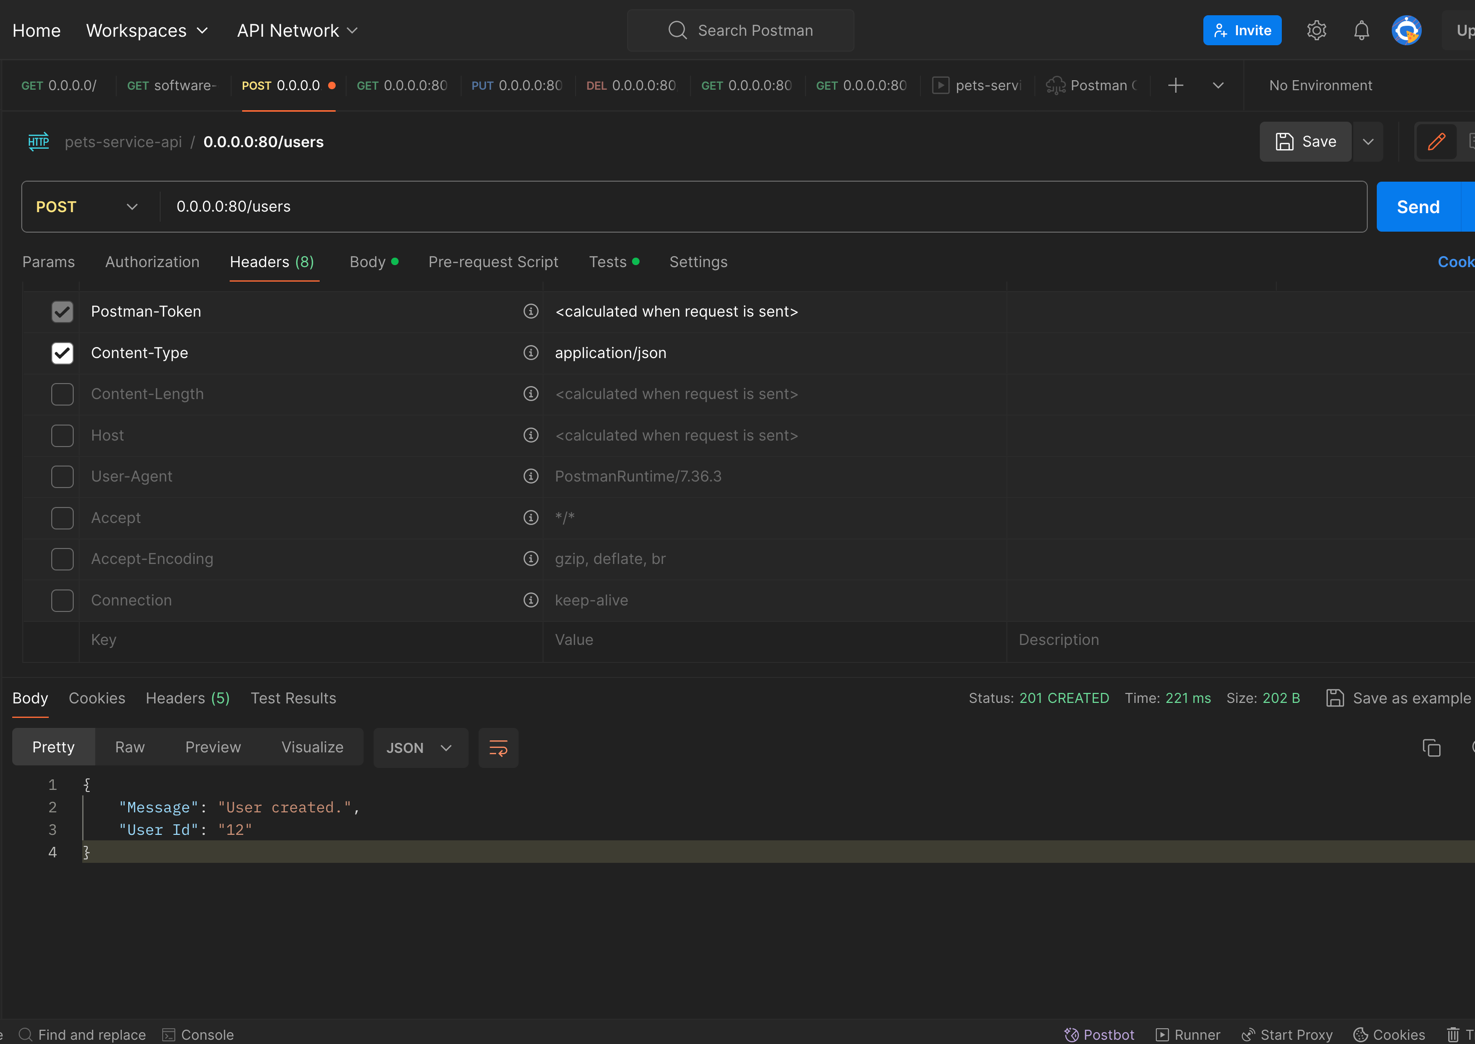 Home Workspaces API Network Search Postman Invite
GET 0.0.0.0/ GET software- POST 0.0.0.0 GET 0.0.0.0:80 PUT 0.0.0.0:80 DEL 0.0.0.0:80 GET 0.0.0.0:80 GET 0.0.0.0:80 pets-servi Postman No Environment
HTTP pets-service-api / 0.0.0.0:80/users Save
POST 0.0.0.0:80/users Send
Params Authorization Headers (8) Body Pre-request Script Tests Settings Cook
Postman-Token <calculated when request is sent>
Content-Type application/json
Content-Length <calculated when request is sent>
Host <calculated when request is sent>
User-Agent PostmanRuntime/7.36.3
Accept */*
Accept-Encoding gzip, deflate, br
Connection keep-alive
Key Value Description
Body Cookies Headers (5) Test Results Status: 201 CREATED Time: 221 ms Size: 202 B Save as example
Pretty Raw Preview Visualize JSON
1 {
2 "Message": "User created.",
3 "User Id": "12"
4 }
Find and replace Console Postbot Runner Start Proxy Cookies